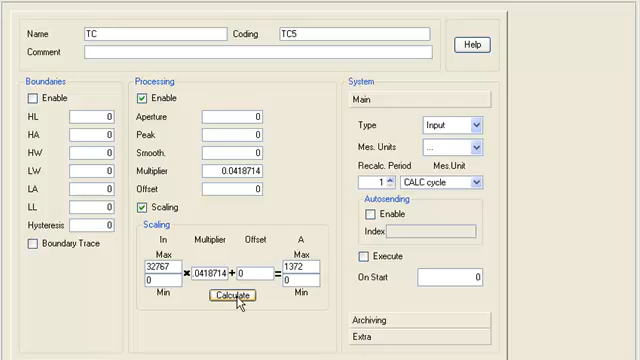 Name TC Coding TC5 Help
Comment
Boundaries Processing System
Enable Enable Main
HL 0 Aperture 0 Type Input
HA 0 Peak 0
HW 0 Smooth. 0 Mes. Units ...
LW 0 Multiplier 0.0418714 Recalc. Period Mes.Unit
LA 0 Offset 0 1 CALC cycle
LL 0 Scaling Autosending
Hysteresis 0 Scaling Enable
Boundary Trace In Multiplier Offset A Index
Max Max Execute
32767 × .0418714 + 0 = 1372
0 0 On Start 0
Min Calculate Min
Archiving
Extra